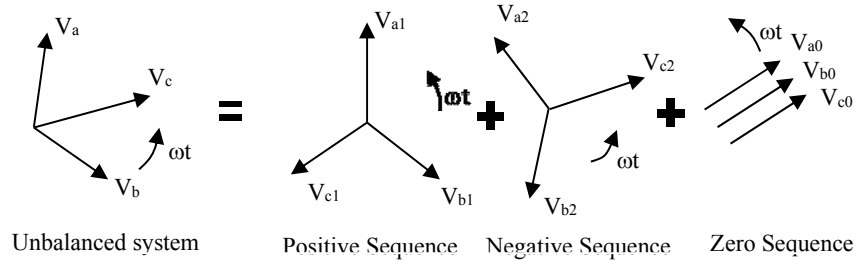 Va
Vc
ωt
Vb
Unbalanced system
=
Va1
ωt
Vc1
Vb1
Positive Sequence
+
Va2
Vc2
ωt
Vb2
Negative Sequence
+
ωt
Va0
Vb0
Vc0
Zero Sequence